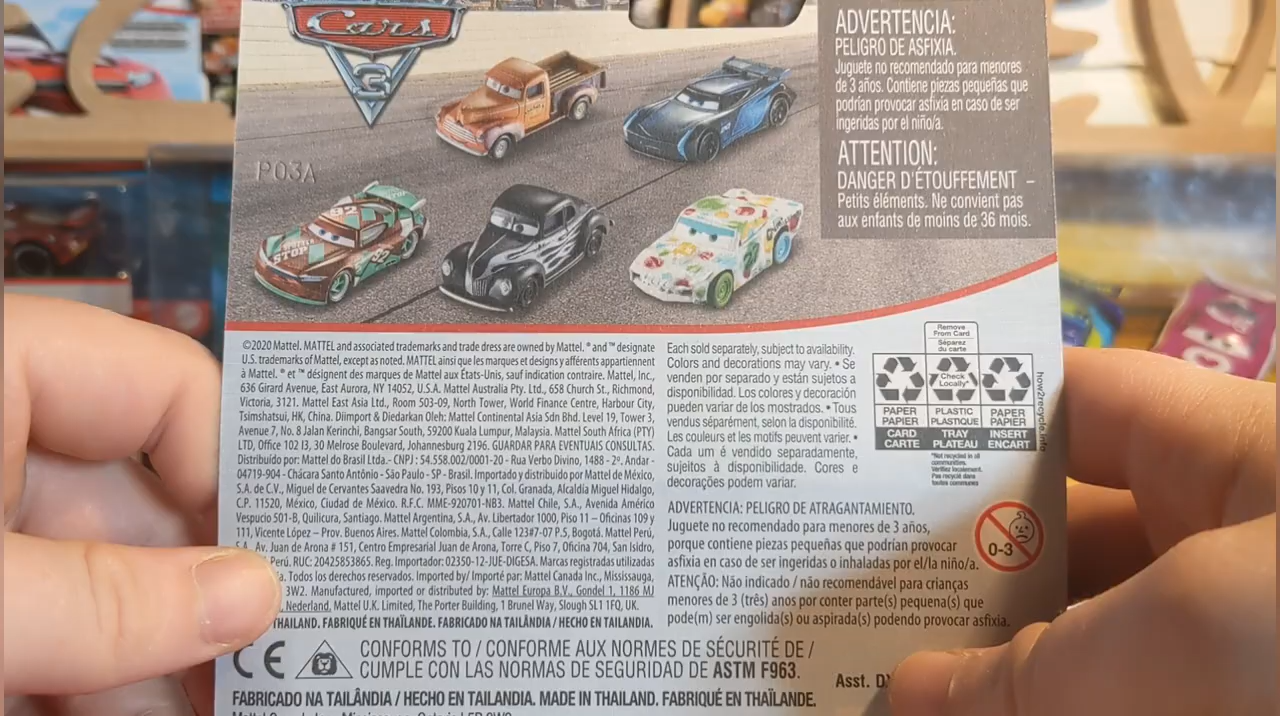 Cars
3
P03A
92
92
STOP
ADVERTENCIA:
PELIGRO DE ASFIXIA.
Juguete no recomendado para menores
de 3 años. Contiene piezas pequeñas que
podrían provocar asfixia en caso de ser
ingeridas por el niño/a.
ATTENTION:
DANGER D'ÉTOUFFEMENT –
Petits éléments. Ne convient pas
aux enfants de moins de 36 mois.
©2020 Mattel. MATTEL and associated trademarks and trade dress are owned by Mattel. ® and ™ designate
U.S. trademarks of Mattel, except as noted. MATTEL ainsi que les marques et designs y afférents appartiennent
à Mattel. ® et ™ désignent des marques de Mattel aux États-Unis, sauf indication contraire. Mattel, Inc.,
636 Girard Avenue, East Aurora, NY 14052, U.S.A. Mattel Australia Pty. Ltd., 658 Church St., Richmond,
Victoria, 3121. Mattel East Asia Ltd., Room 503-09, North Tower, World Finance Centre, Harbour City,
Tsimshatsui, HK, China. Diimport & Diedarkan Oleh: Mattel Continental Asia Sdn Bhd. Level 19, Tower 3,
Avenue 7, No. 8 Jalan Kerinchi, Bangsar South, 59200 Kuala Lumpur, Malaysia. Mattel South Africa (PTY)
LTD, Office 102 I3, 30 Melrose Boulevard, Johannesburg 2196. GUARDAR PARA EVENTUAIS CONSULTAS.
Distribuido por: Mattel do Brasil Ltda.- CNPJ : 54.558.002/0001-20 - Rua Verbo Divino, 1488 - 2º. Andar -
04719-904 - Chácara Santo Antônio - São Paulo - SP - Brasil. Importado y distribuido por Mattel de México,
S.A. de C.V., Miguel de Cervantes Saavedra No. 193, Pisos 10 y 11, Col. Granada, Alcaldía Miguel Hidalgo,
C.P. 11520, México, Ciudad de México. R.F.C. MME-920701-NB3. Mattel Chile, S.A., Avenida Américo
Vespucio 501-B, Quilicura, Santiago. Mattel Argentina, S.A., Av. Libertador 1000, Piso 11 – Oficinas 109 y
111, Vicente López – Prov. Buenos Aires. Mattel Colombia, S.A., Calle 123#7-07 P.5, Bogotá. Mattel Perú,
S.A., Av. Juan de Arona # 151, Centro Empresarial Juan de Arona, Torre C, Piso 7, Oficina 704, San Isidro,
Perú. RUC: 20425853865. Reg. Importador: 02350-12-JUE-DIGESA. Marcas registradas utilizadas
a. Todos los derechos reservados. Imported by/ Importé par: Mattel Canada Inc., Mississauga,
3W2. Manufactured, imported or distributed by: Mattel Europa B.V., Gondel 1, 1186 MJ
Nederland. Mattel U.K. Limited, The Porter Building, 1 Brunel Way, Slough SL1 1FQ, UK.
THAILAND. FABRIQUÉ EN THAÏLANDE. FABRICADO NA TAILÂNDIA / HECHO EN TAILANDIA.
Each sold separately, subject to availability.
Colors and decorations may vary. • Se
venden por separado y están sujetos a
disponibilidad. Los colores y decoración
pueden variar de los mostrados. • Tous
vendus séparément, selon la disponibilité.
Les couleurs et les motifs peuvent varier. •
Cada um é vendido separadamente,
sujeitos à disponibilidade. Cores e
decorações podem variar.
Remove
From Card
Séparez
du carte
Check
Locally*
PAPER
PAPIER
PLASTIC
PLASTIQUE
PAPER
PAPIER
CARD
CARTE
TRAY
PLATEAU
INSERT
ENCART
how2recycle.info
*Not recycled in all
communities.
Vérifiez localement.
Pas recyclé dans
toutes communes
ADVERTENCIA: PELIGRO DE ATRAGANTAMIENTO.
Juguete no recomendado para menores de 3 años,
porque contiene piezas pequeñas que podrían provocar
asfixia en caso de ser ingeridas o inhaladas por el/la niño/a.
ATENÇÃO: Não indicado / não recomendável para crianças
menores de 3 (três) anos por conter parte(s) pequena(s) que
pode(m) ser engolida(s) ou aspirada(s) podendo provocar asfixia.
0-3
CE
CONFORMS TO / CONFORME AUX NORMES DE SÉCURITÉ DE /
CUMPLE CON LAS NORMAS DE SEGURIDAD DE ASTM F963.
Asst.
FABRICADO NA TAILÂNDIA / HECHO EN TAILANDIA. MADE IN THAILAND. FABRIQUÉ EN THAÏLANDE.